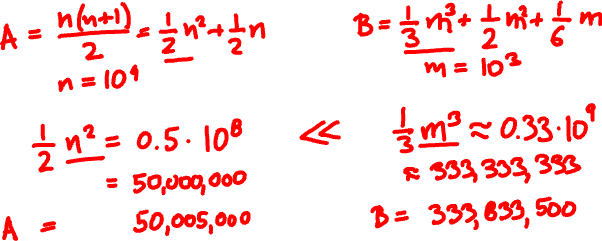 A = n(n+1)/2 = 1/2 n² + 1/2 n
n = 10⁴
B = 1/3 m³ + 1/2 m² + 1/6 m
m = 10³
1/2 n² = 0.5 · 10⁸ << 1/3 m³ ≈ 0.33 · 10⁹
= 50,000,000
≈ 333,333,333
A = 50,005,000
B = 333,833,500